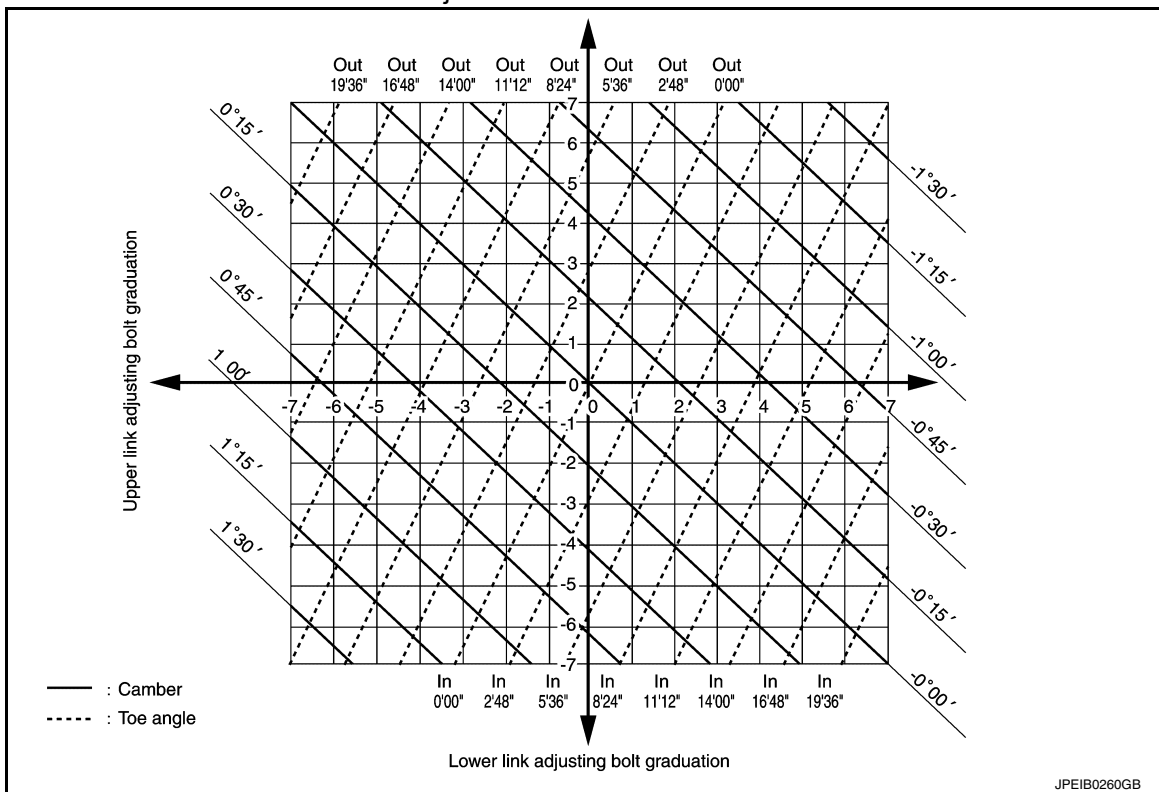 Out Out Out Out Out Out Out Out
19'36" 16'48" 14'00" 11'12" 8'24" 5'36" 2'48" 0'00"
0°15′
0°30′
0°45′
1 00′
1°15′
1°30′
-1°30′
-1°15′
-1°00′
-0°45′
-0°30′
-0°15′
-0°00′
7
6
5
4
3
2
1
0
-7 -6 -5 -4 -3 -2 -1 0 1 2 3 4 5 6 7
-1
-2
-3
-4
-5
-6
-7
Upper link adjusting bolt graduation
In In In In In In In In
0'00" 2'48" 5'36" 8'24" 11'12" 14'00" 16'48" 19'36"
: Camber
: Toe angle
Lower link adjusting bolt graduation
JPEIB0260GB